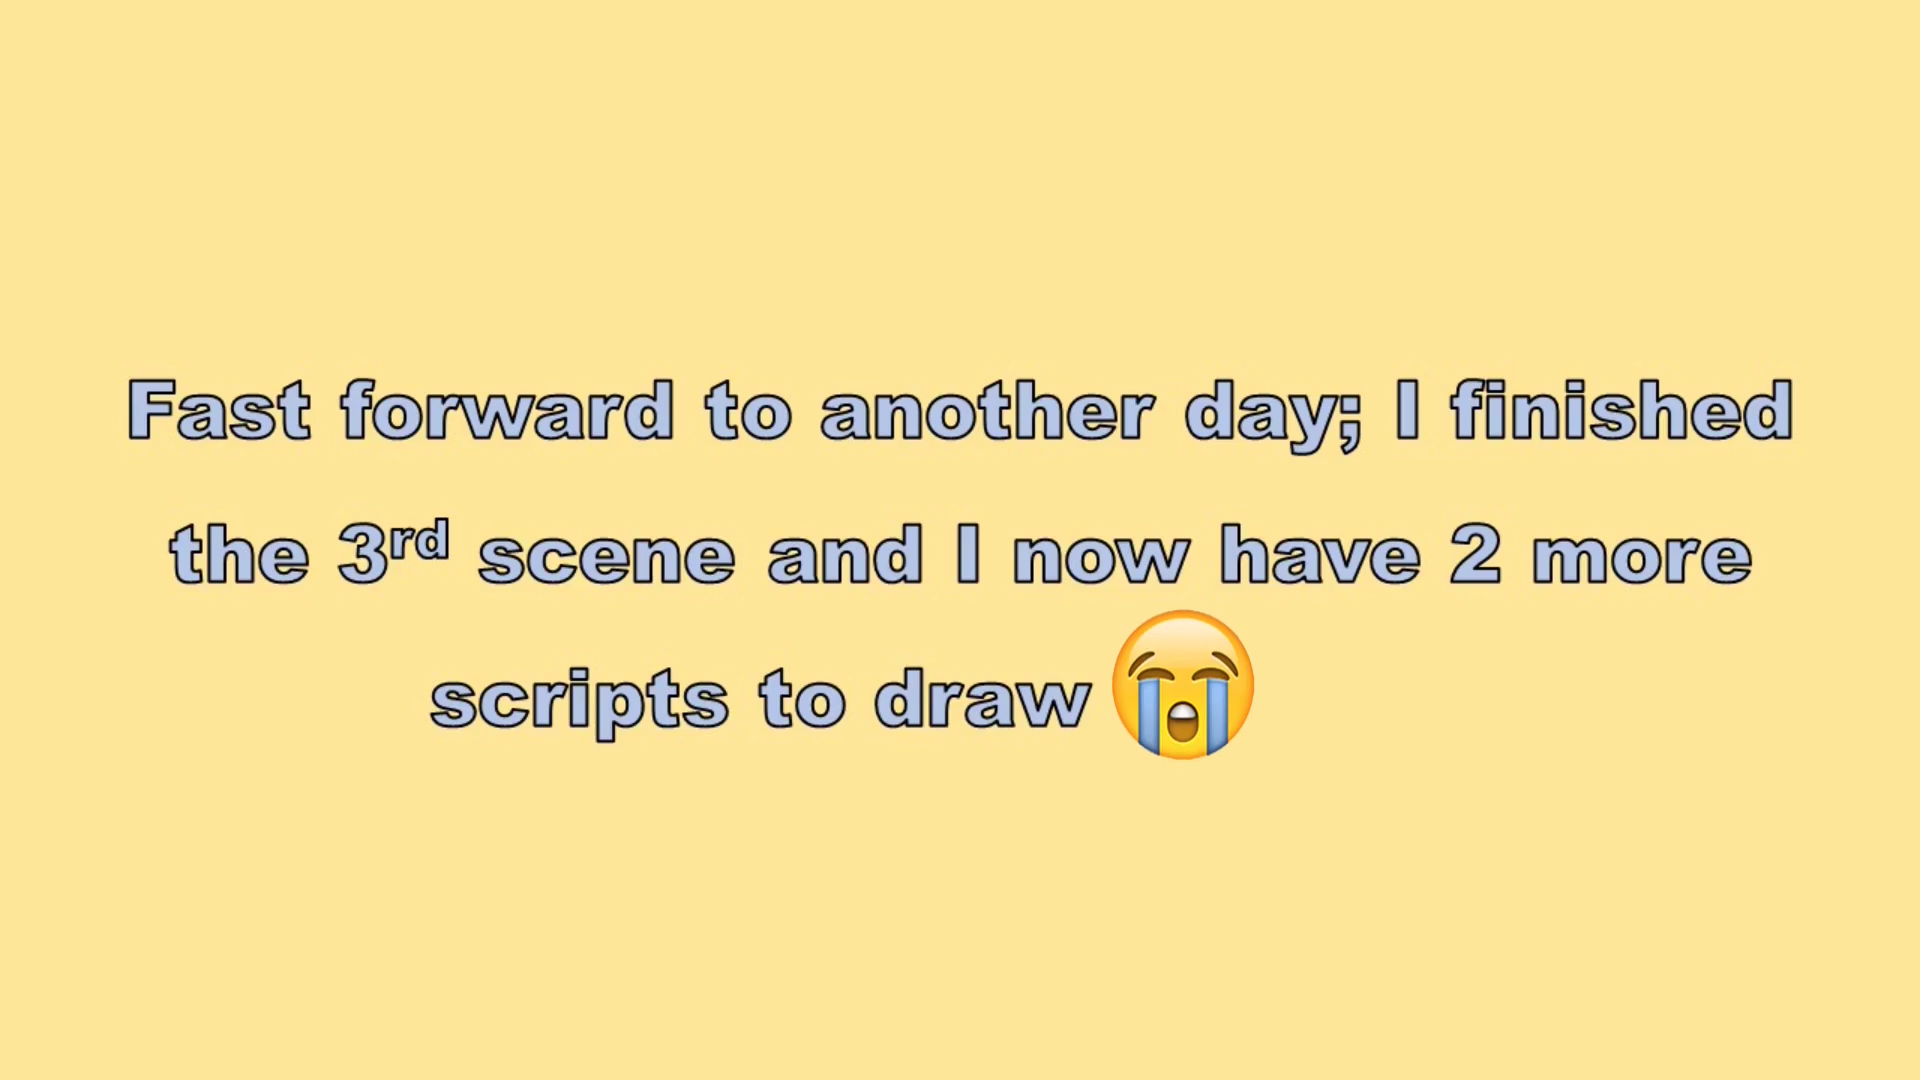 Fast forward to another day; I finished
the 3rd scene and I now have 2 more
scripts to draw 😭